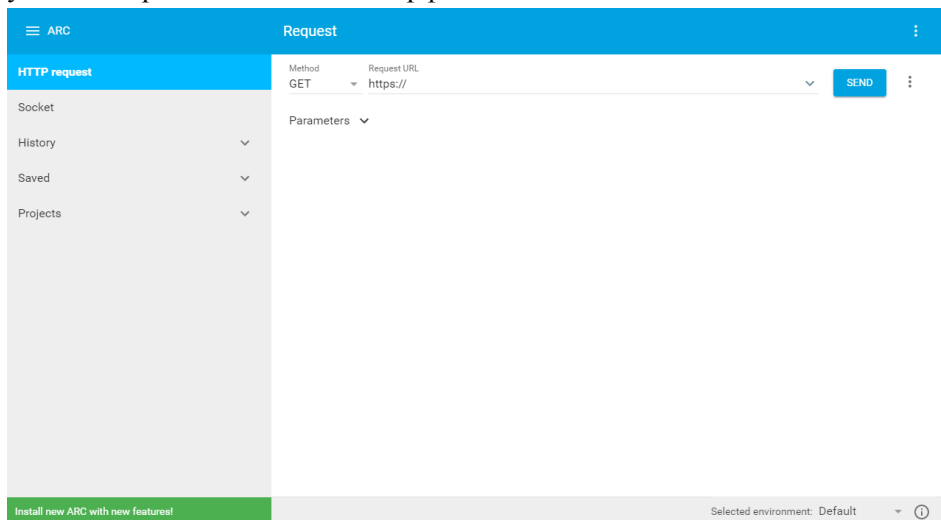 ARC
Request
HTTP request
Socket
History
Saved
Projects
Method
Request URL
GET
https://
SEND
Parameters
Install new ARC with new features!
Selected environment: Default